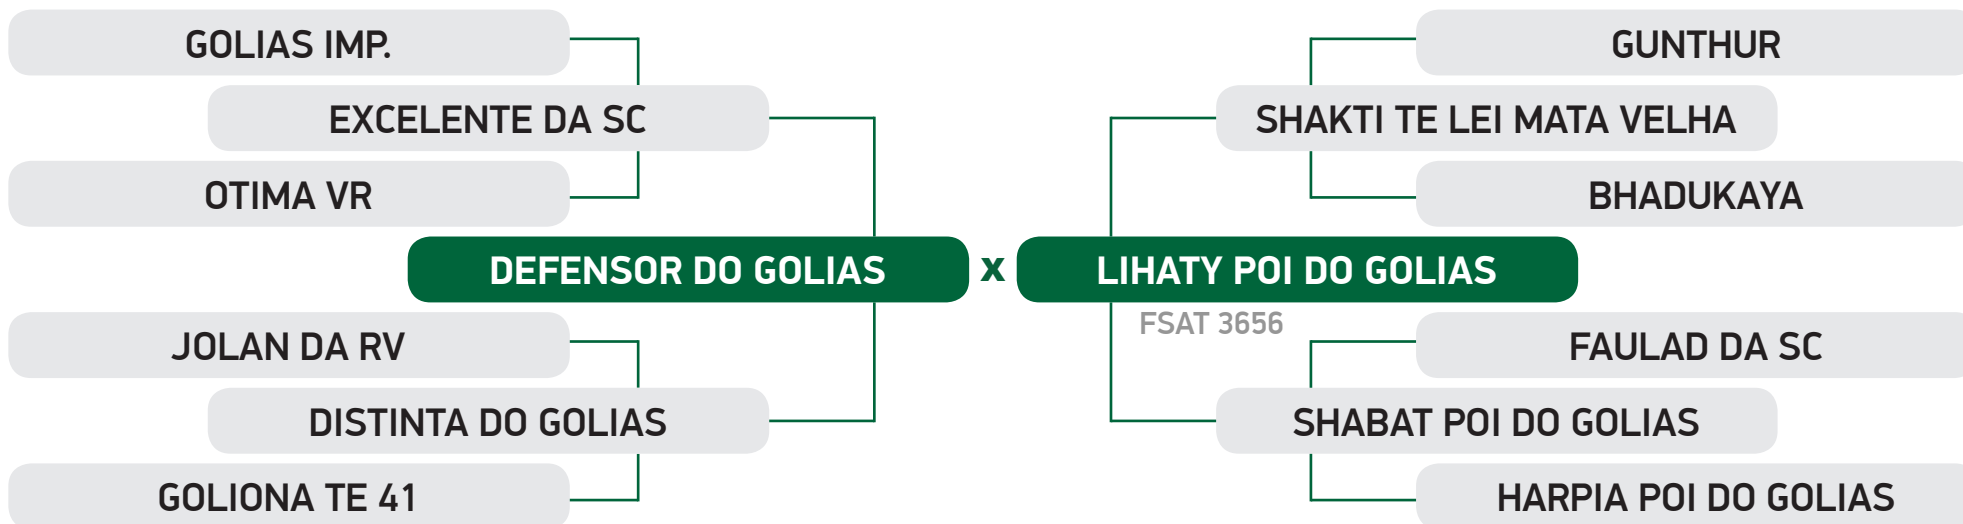 GOLIAS IMP.
GUNTHUR
EXCELENTE DA SC
SHAKTI TE LEI MATA VELHA
OTIMA VR
BHADUKAYA
DEFENSOR DO GOLIAS x LIHATY POI DO GOLIAS
FSAT 3656
JOLAN DA RV
FAULAD DA SC
DISTINTA DO GOLIAS
SHABAT POI DO GOLIAS
GOLIONA TE 41
HARPIA POI DO GOLIAS